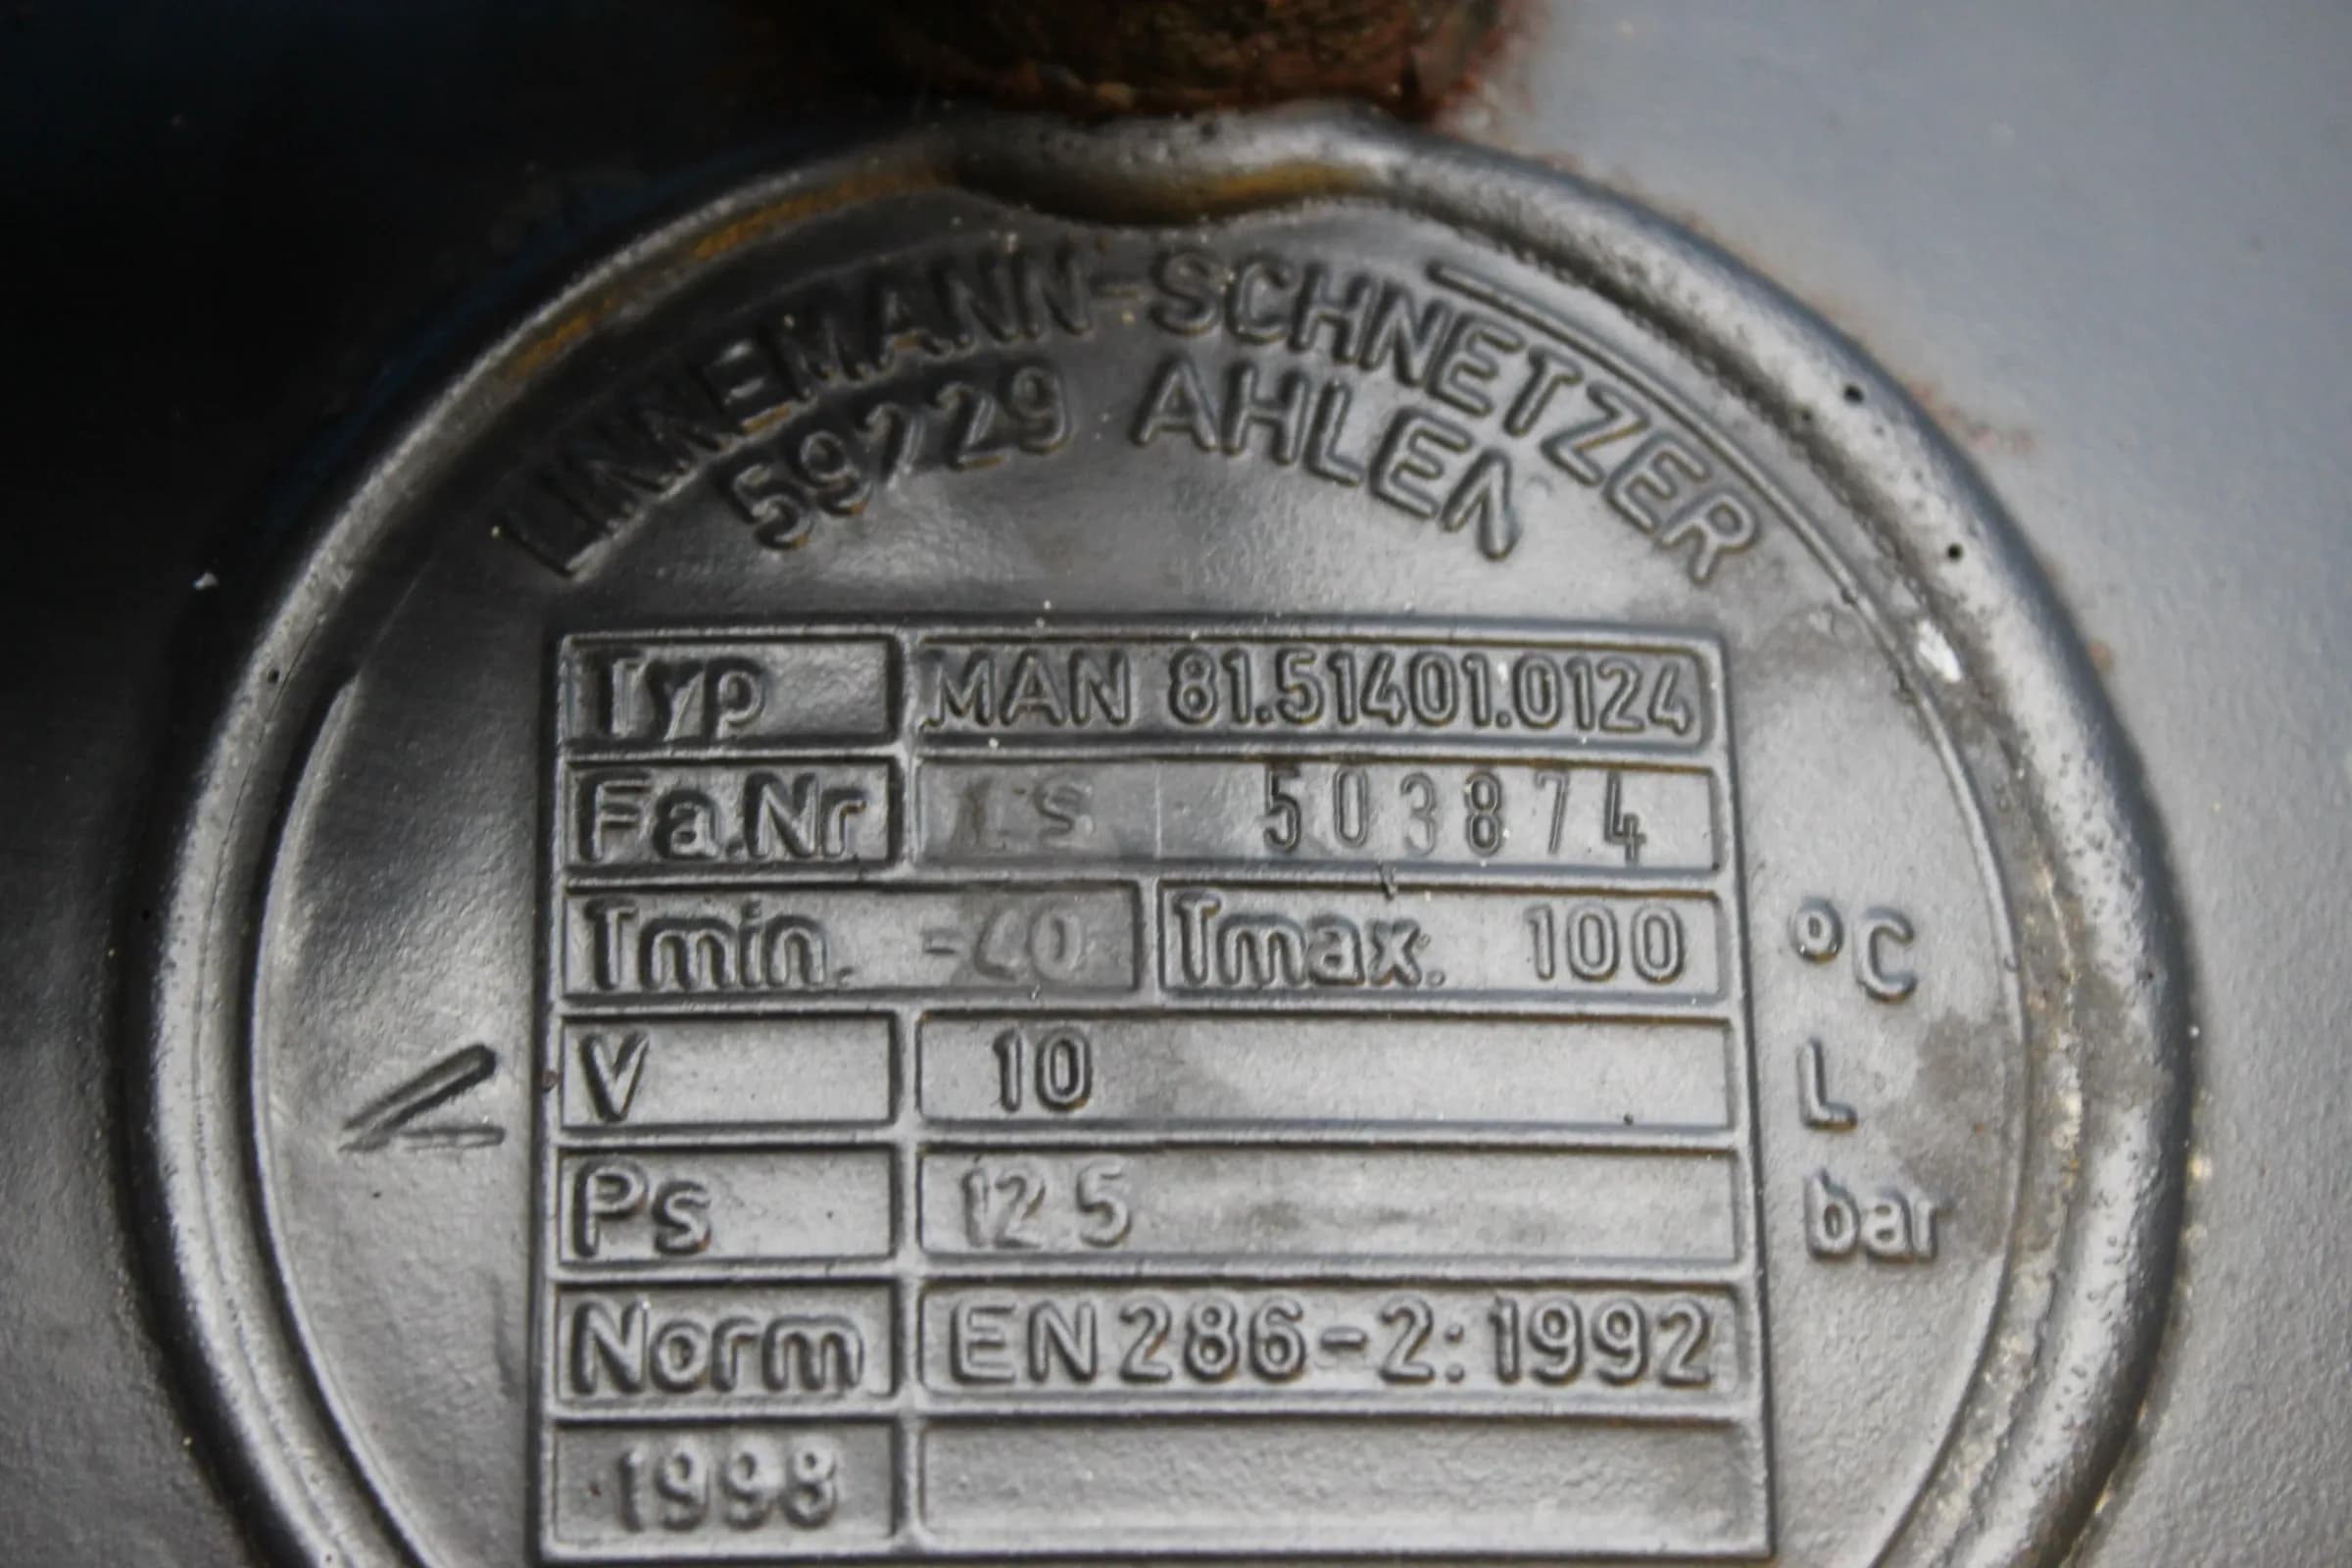 LINNEMANN-SCHNETZER
59229 AHLEN
Typ MAN 81.51401.0124
Fa.Nr LS 503874
Tmin. -40 Tmax. 100 °C
V 10 L
Ps 12 5 bar
Norm EN 286-2:1992
1998